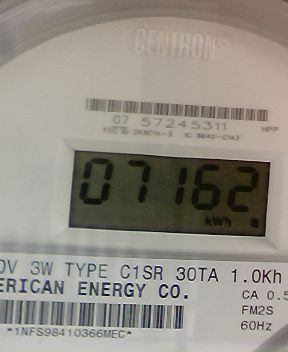 CENTRON
07 57245311 HPP
07162
kWh
0V 3W TYPE C1SR 30TA 1.0Kh
ERICAN ENERGY CO.
CA 0.5
FM2S
*1NFS98410366MEC*
60Hz